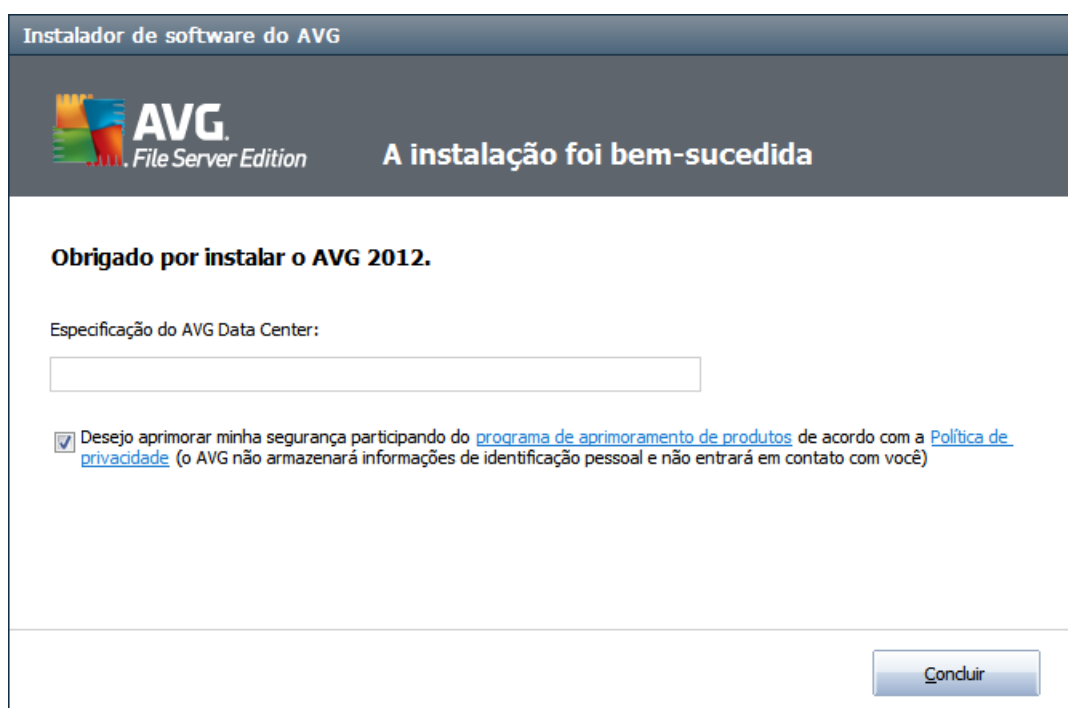 Instalador de software do AVG
AVG.
File Server Edition
A instalação foi bem-sucedida
Obrigado por instalar o AVG 2012.
Especificação do AVG Data Center:
Desejo aprimorar minha segurança participando do programa de aprimoramento de produtos de acordo com a Política de
privacidade (o AVG não armazenará informações de identificação pessoal e não entrará em contato com você)
Concluir